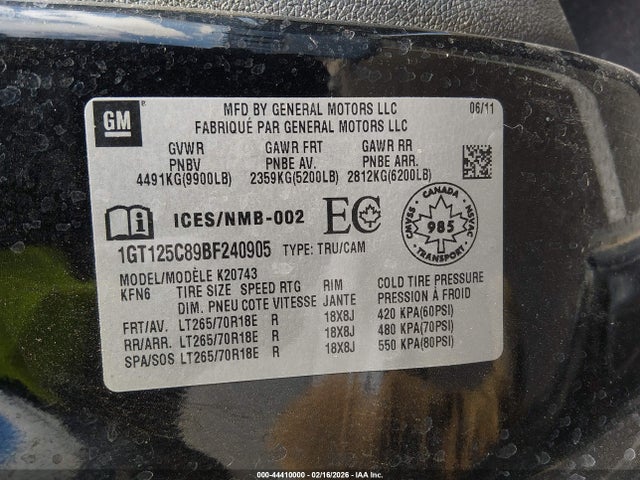 GM
MFD BY GENERAL MOTORS LLC 06/11
FABRIQUÉ PAR GENERAL MOTORS LLC
GVWR GAWR FRT GAWR RR
PNBV PNBE AV. PNBE ARR.
4491KG(9900LB) 2359KG(5200LB) 2812KG(6200LB)
ICES/NMB-002 EC
CANADA
CMVSS 985 NSVAC
TRANSPORT
1GT125C89BF240905 TYPE: TRU/CAM
MODEL/MODÈLE K20743
KFN6 TIRE SIZE SPEED RTG RIM COLD TIRE PRESSURE
DIM. PNEU COTE VITESSE JANTE PRESSION À FROID
FRT/AV. LT265/70R18E R 18X8J 420 KPA(60PSI)
RR/ARR. LT265/70R18E R 18X8J 480 KPA(70PSI)
SPA/SOS LT265/70R18E R 18X8J 550 KPA(80PSI)
000-44410000 - 02/16/2026 - IAA Inc.